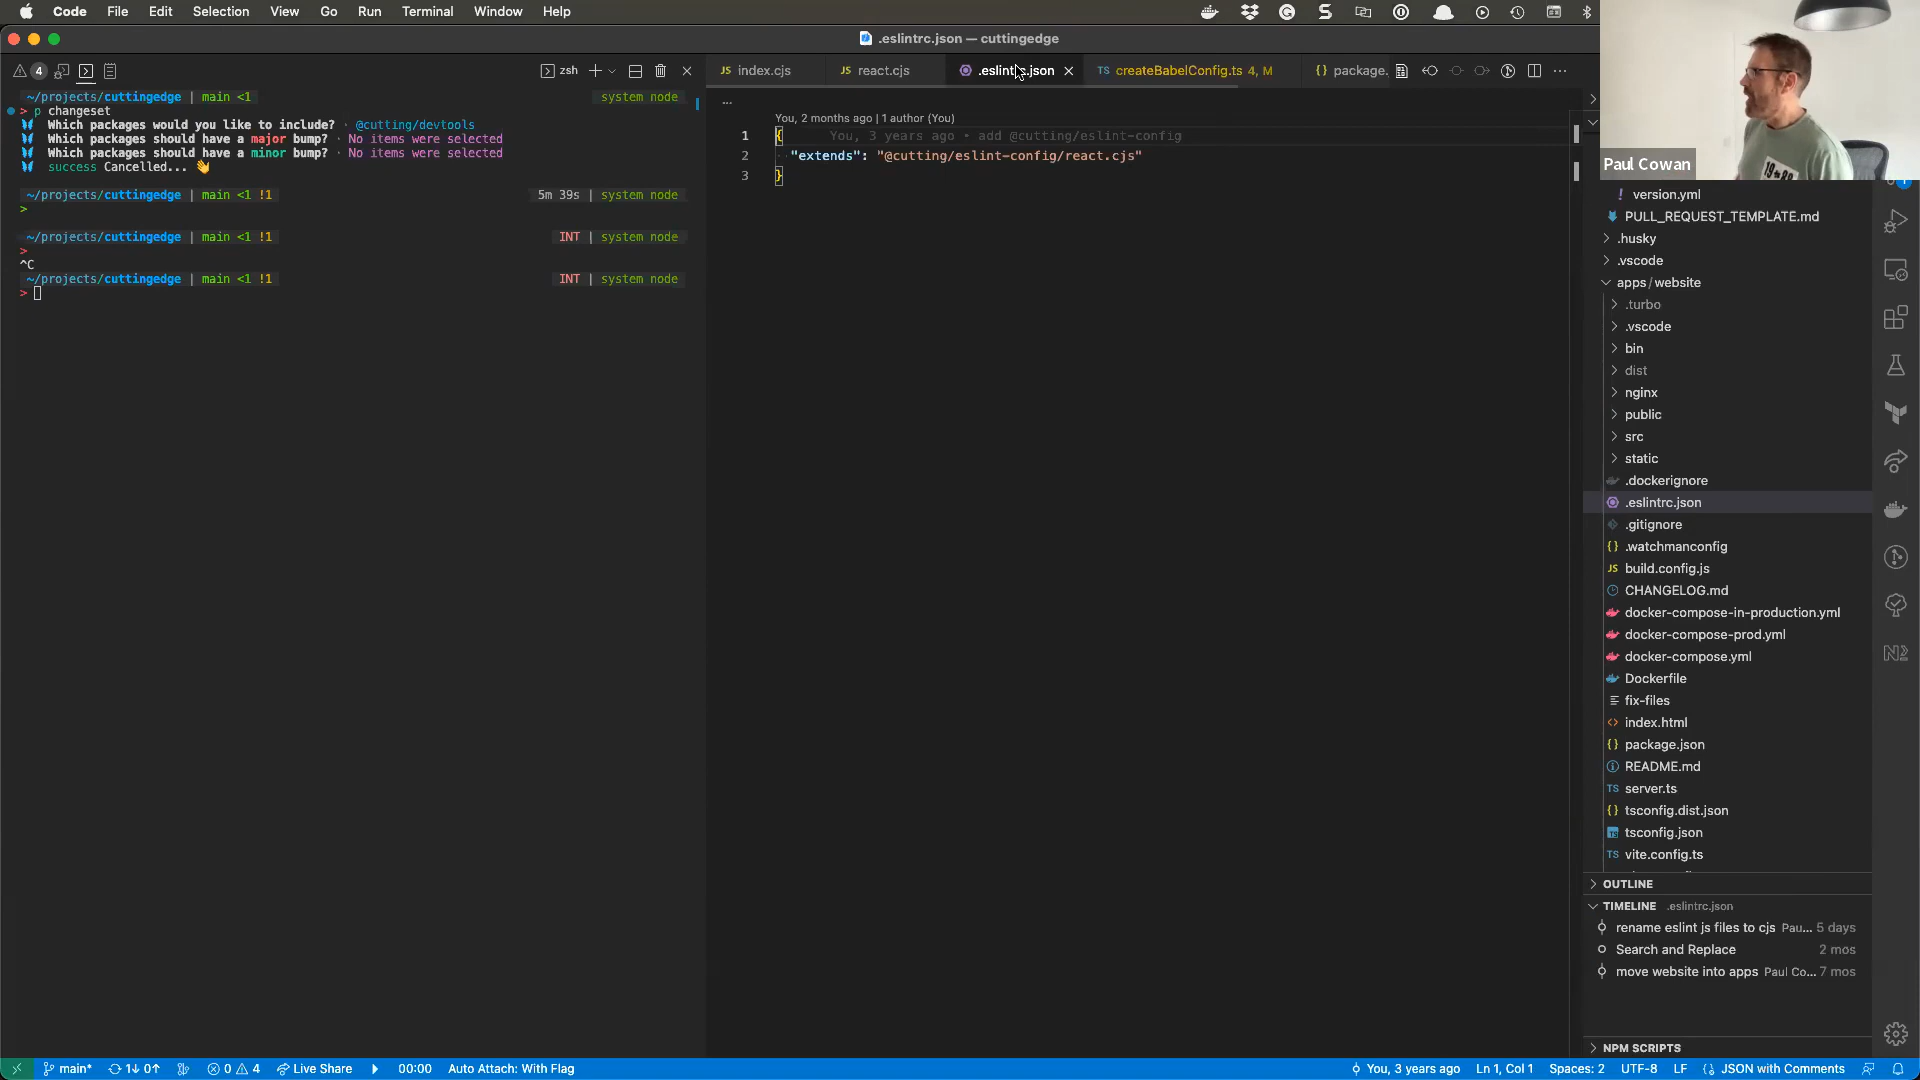 Code File Edit Selection View Go Run Terminal Window Help
.eslintrc.json — cuttingedge
4
zsh
index.cjs
react.cjs
.eslintrc.json
createBabelConfig.ts 4, M
package.
~/projects/cuttingedge | main <1
system node
> p changeset
Which packages would you like to include? · @cutting/devtools
Which packages should have a major bump? · No items were selected
Which packages should have a minor bump? · No items were selected
success Cancelled... 👋
~/projects/cuttingedge | main <1 !1
5m 39s | system node
>
~/projects/cuttingedge | main <1 !1
INT | system node
>
^C
~/projects/cuttingedge | main <1 !1
INT | system node
>
...
You, 2 months ago | 1 author (You)
1 { You, 3 years ago • add @cutting/eslint-config
2 "extends": "@cutting/eslint-config/react.cjs"
3 }
19
Paul Cowan
version.yml
PULL_REQUEST_TEMPLATE.md
.husky
.vscode
apps/website
.turbo
.vscode
bin
dist
nginx
public
src
static
.dockerignore
.eslintrc.json
.gitignore
.watchmanconfig
build.config.js
CHANGELOG.md
docker-compose-in-production.yml
docker-compose-prod.yml
docker-compose.yml
Dockerfile
fix-files
index.html
package.json
README.md
server.ts
tsconfig.dist.json
tsconfig.json
vite.config.ts
OUTLINE
TIMELINE .eslintrc.json
rename eslint js files to cjs Pau... 5 days
Search and Replace 2 mos
move website into apps Paul Co... 7 mos
NPM SCRIPTS
main* 1↓ 0↑ 0 4 Live Share 00:00 Auto Attach: With Flag
You, 3 years ago Ln 1, Col 1 Spaces: 2 UTF-8 LF {} JSON with Comments